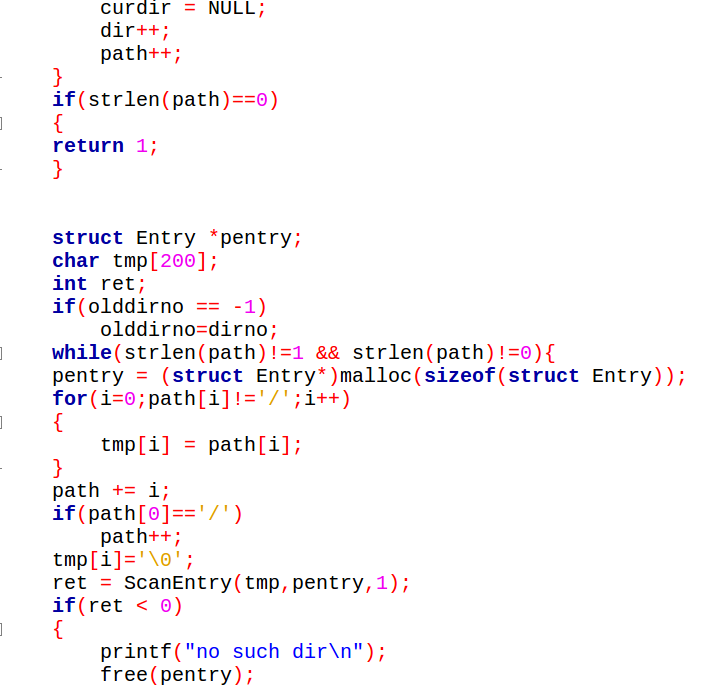 curdir = NULL;
dir++;
path++;
}
if(strlen(path)==0)
{
return 1;
}
struct Entry *pentry;
char tmp[200];
int ret;
if(olddirno == -1)
olddirno=dirno;
while(strlen(path)!=1 && strlen(path)!=0){
pentry = (struct Entry*)malloc(sizeof(struct Entry));
for(i=0;path[i]!='/';i++)
{
tmp[i] = path[i];
}
path += i;
if(path[0]=='/')
path++;
tmp[i]='\0';
ret = ScanEntry(tmp,pentry,1);
if(ret < 0)
{
printf("no such dir\n");
free(pentry);